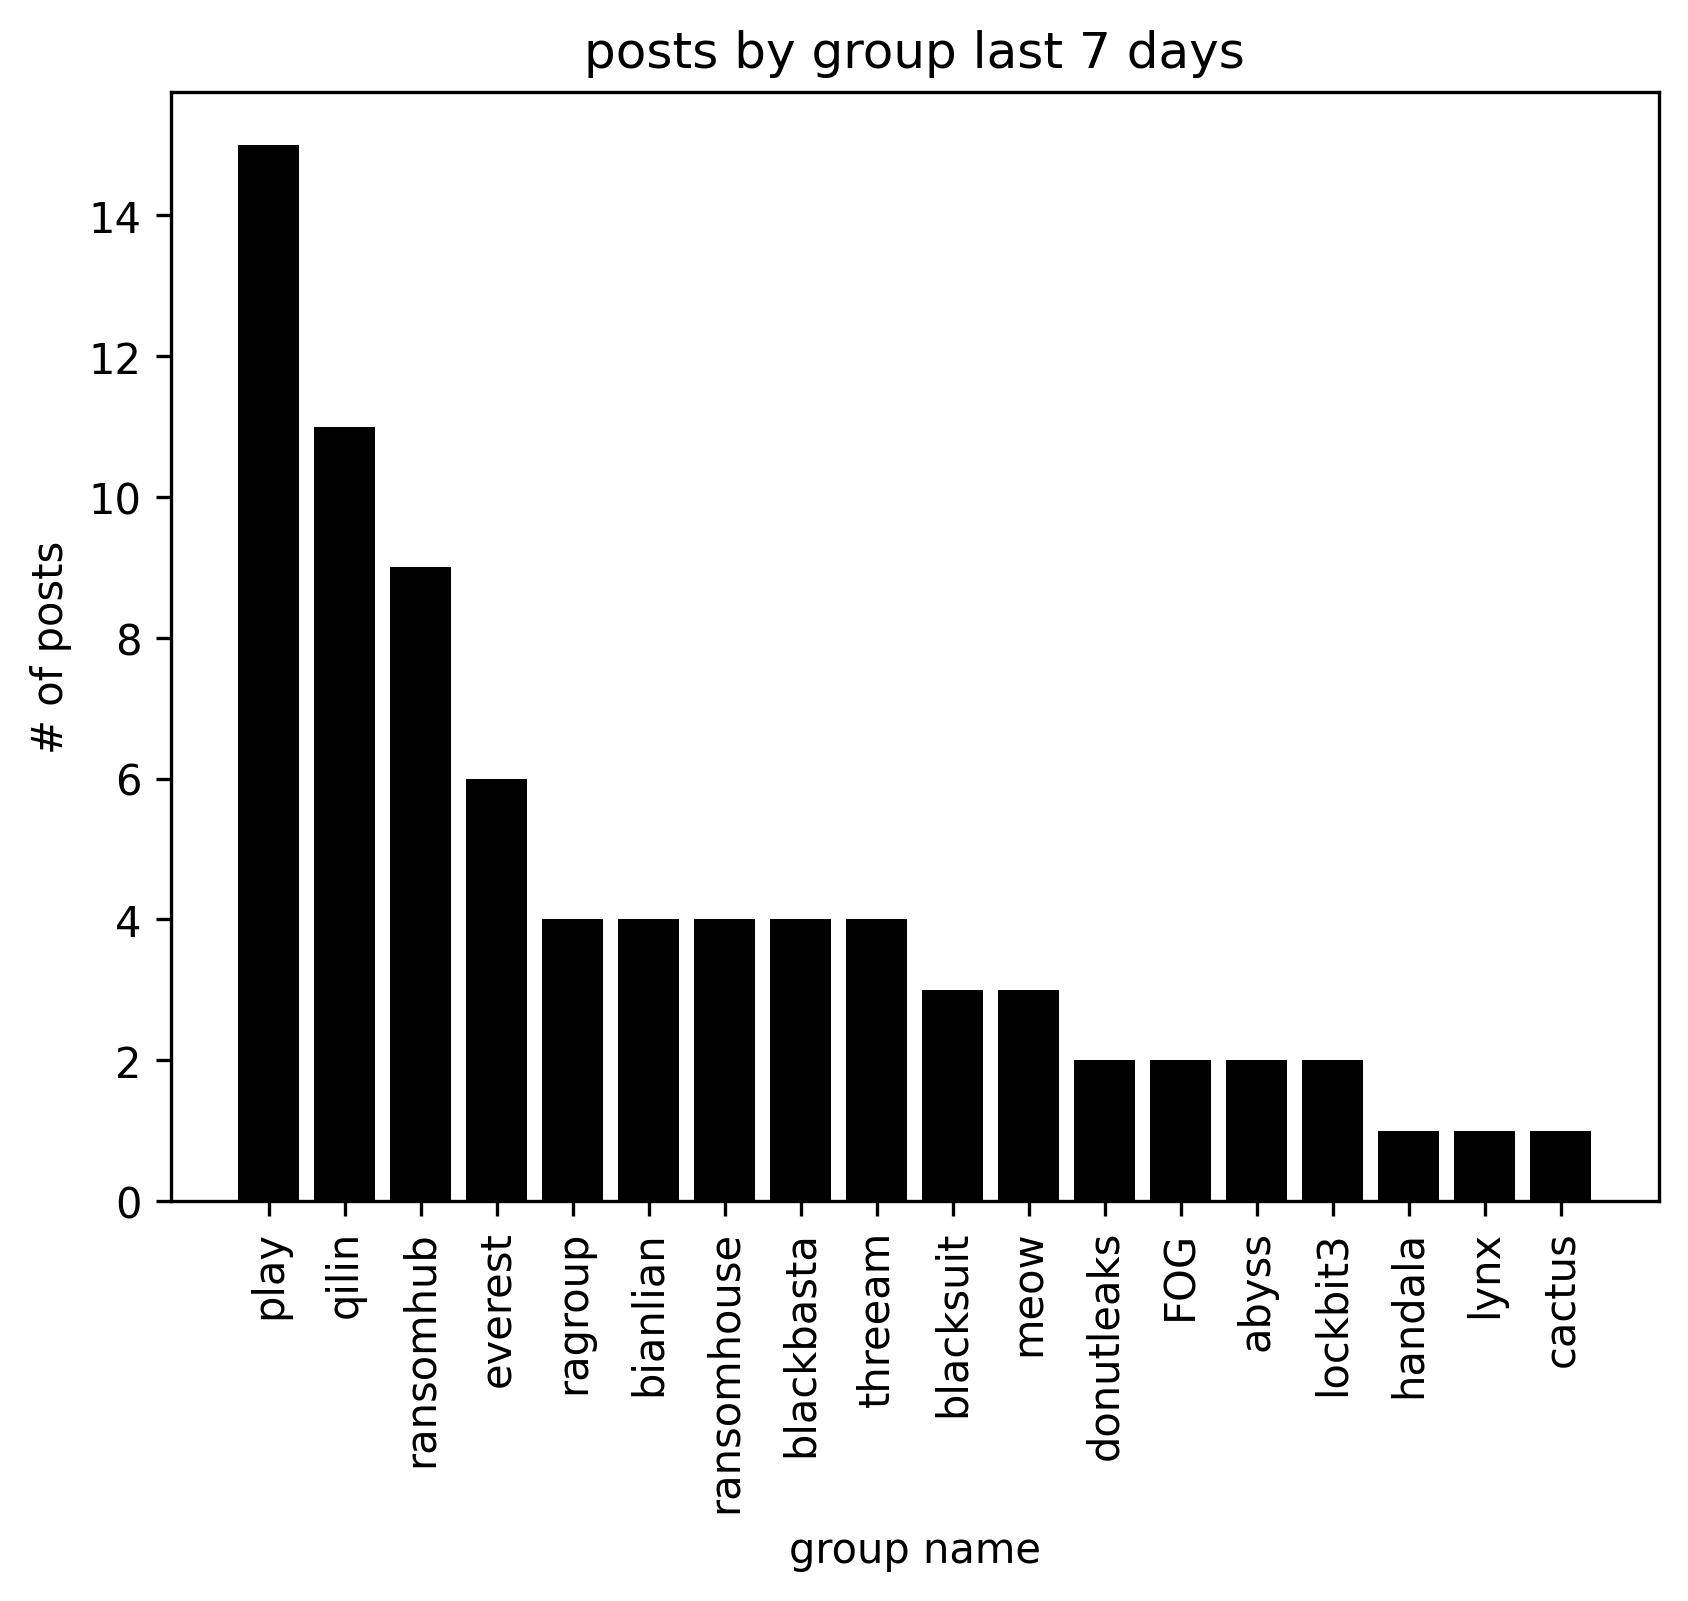 posts by group last 7 days
# of posts
14
12
10
8
6
4
2
0
play
qilin
ransomhub
everest
ragroup
bianlian
ransomhouse
blackbasta
threeam
blacksuit
meow
donutleaks
FOG
abyss
lockbit3
handala
lynx
cactus
group name